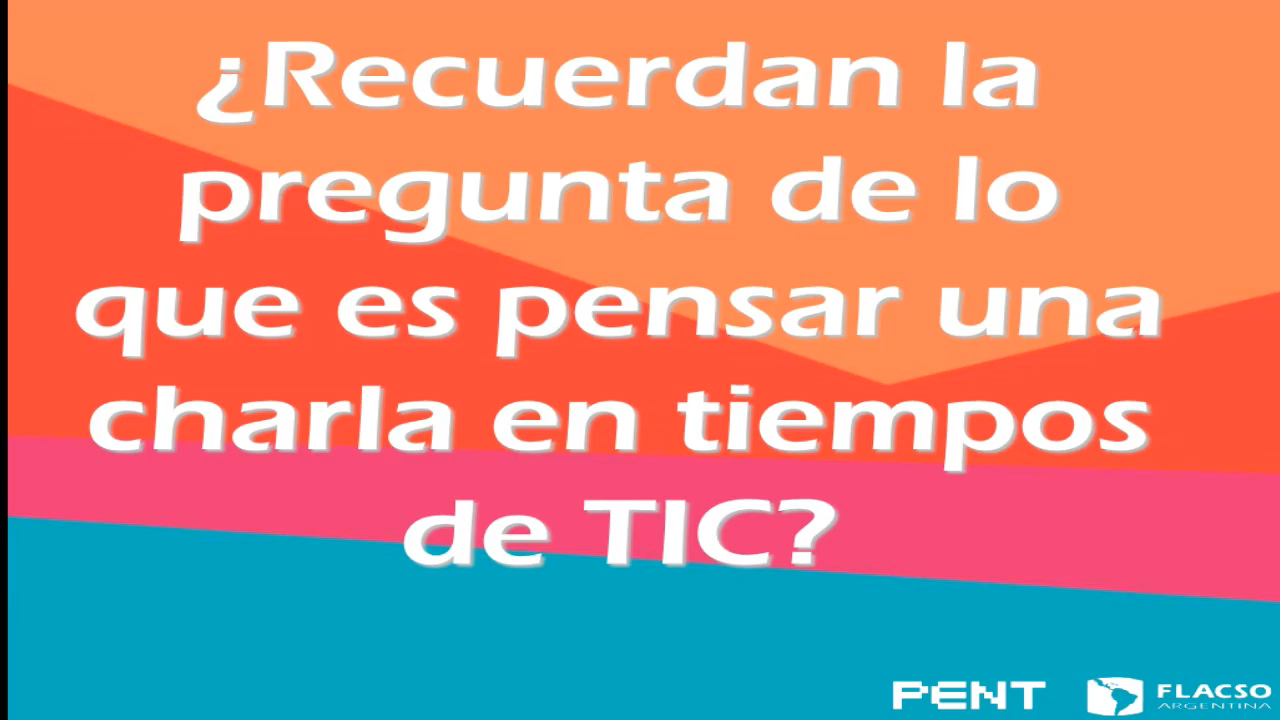 ¿Recuerdan la
pregunta de lo
que es pensar una
charla en tiempos
de TIC?
PENT
FLACSO
ARGENTINA